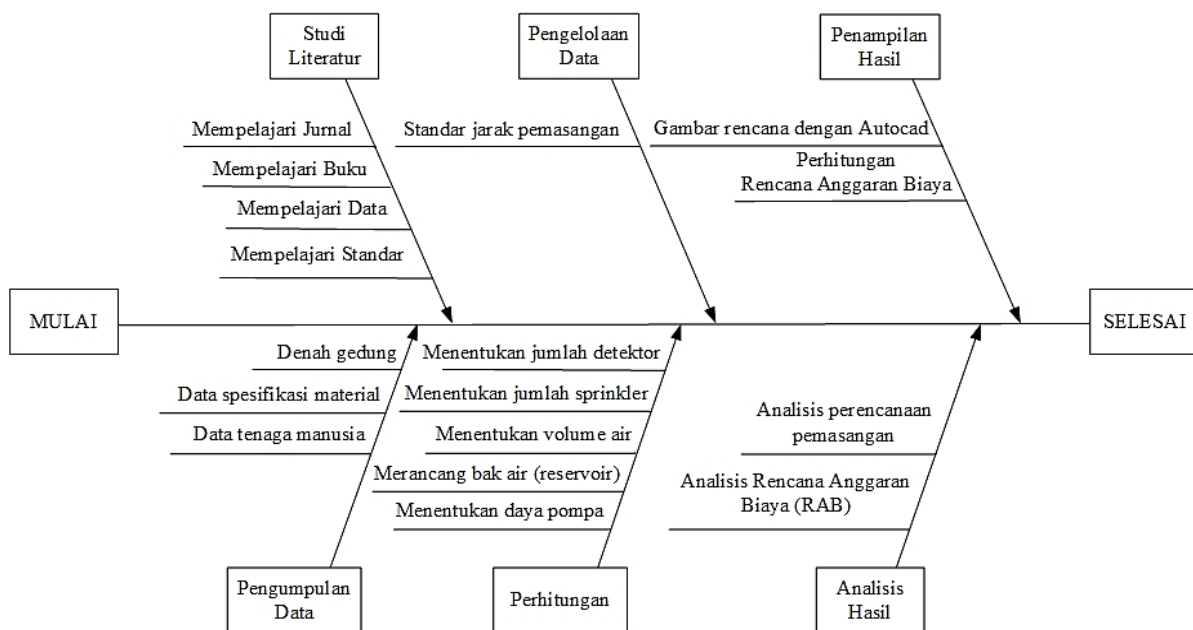 Studi
Literatur
Pengelolaan
Data
Penampilan
Hasil
Mempelajari Jurnal
Mempelajari Buku
Mempelajari Data
Mempelajari Standar
Standar jarak pemasangan
Gambar rencana dengan Autocad
Perhitungan
Rencana Anggaran Biaya
MULAI
SELESAI
Denah gedung
Data spesifikasi material
Data tenaga manusia
Menentukan jumlah detektor
Menentukan jumlah sprinkler
Menentukan volume air
Merancang bak air (reservoir)
Menentukan daya pompa
Analisis perencanaan
pemasangan
Analisis Rencana Anggaran
Biaya (RAB)
Pengumpulan
Data
Perhitungan
Analisis
Hasil